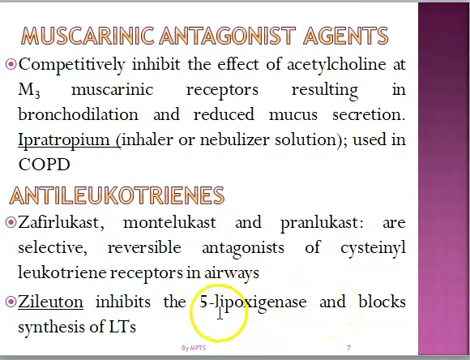 MUSCARINIC ANTAGONIST AGENTS
Competitively inhibit the effect of acetylcholine at
M3 muscarinic receptors resulting in
bronchodilation and reduced mucus secretion.
Ipratropium (inhaler or nebulizer solution); used in
COPD
ANTILEUKOTRIENES
Zafirlukast, montelukast and pranlukast: are
selective, reversible antagonists of cysteinyl
leukotriene receptors in airways
Zileuton inhibits the 5-lipoxigenase and blocks
synthesis of LTs
By MPTS 7